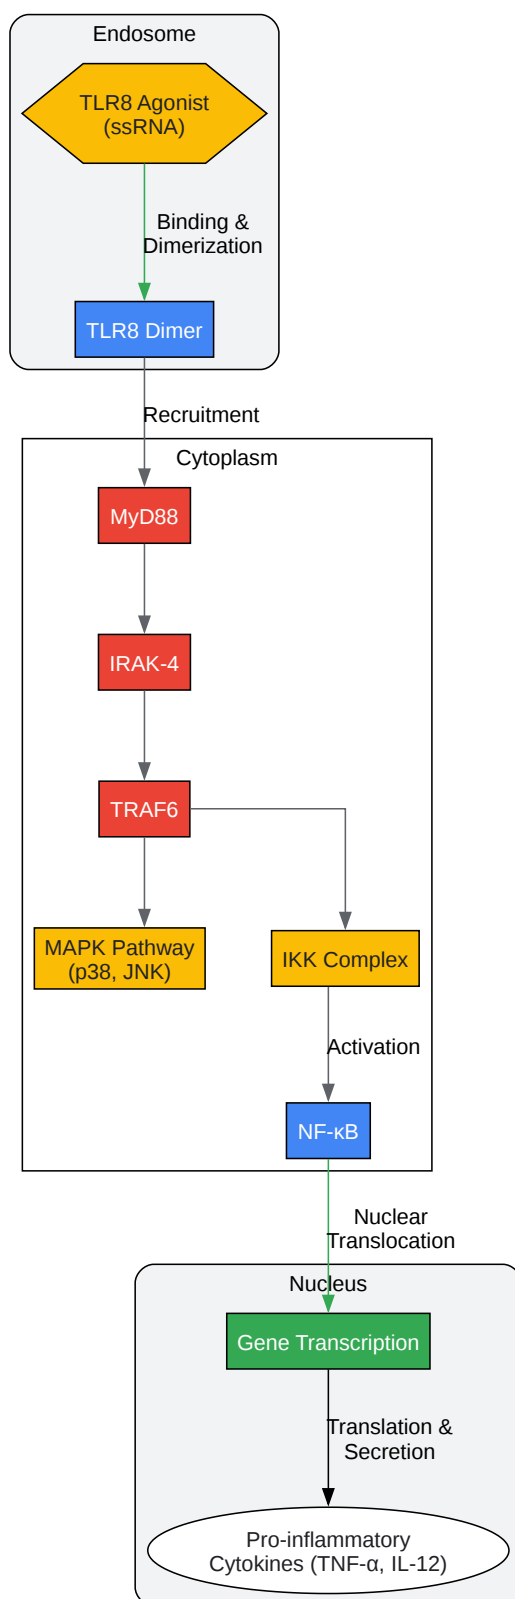 Endosome
TLR8 Agonist
(ssRNA)
Binding &
Dimerization
TLR8 Dimer
Recruitment
Cytoplasm
MyD88
IRAK-4
TRAF6
MAPK Pathway
(p38, JNK)
IKK Complex
Activation
NF-κB
Nuclear
Translocation
Nucleus
Gene Transcription
Translation &
Secretion
Pro-inflammatory
Cytokines (TNF-α, IL-12)